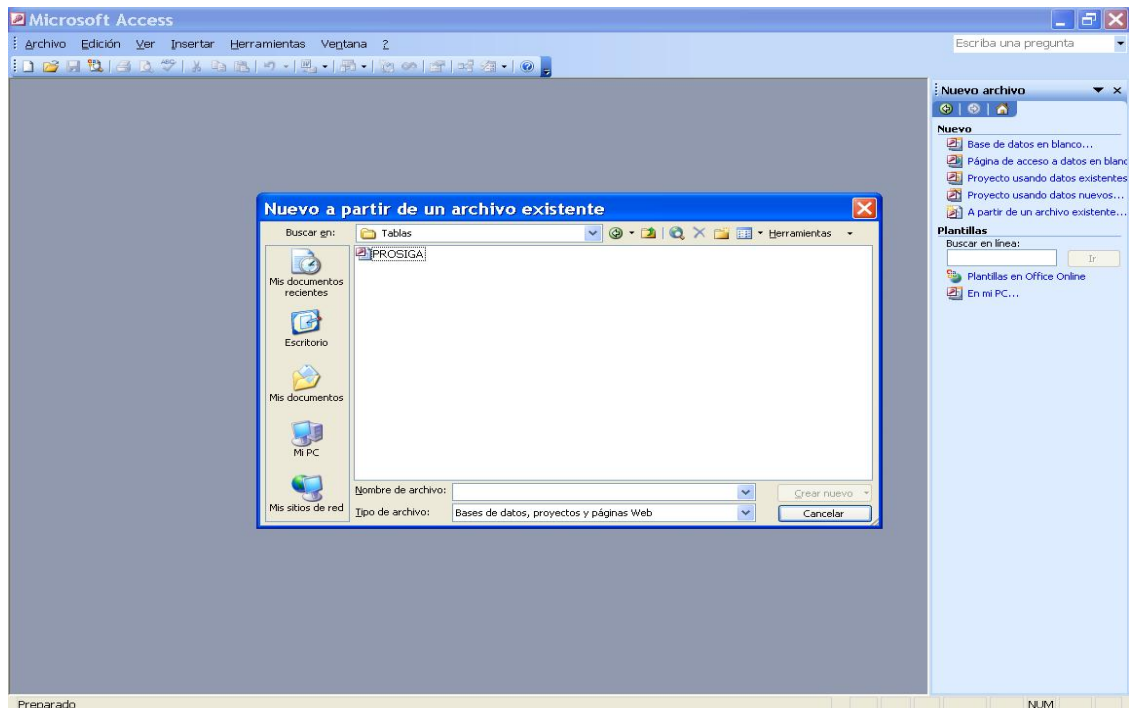 Microsoft Access
Archivo Edición Ver Insertar Herramientas Ventana ?
Escriba una pregunta
Nuevo archivo
Nuevo
Base de datos en blanco...
Página de acceso a datos en blanc
Proyecto usando datos existentes
Proyecto usando datos nuevos...
A partir de un archivo existente...
Plantillas
Buscar en línea:
Ir
Plantillas en Office Online
En mi PC...
Nuevo a partir de un archivo existente
Buscar en: Tablas Herramientas
PROSIGA
Mis documentos
recientes
Escritorio
Mis documentos
Mi PC
Mis sitios de red
Nombre de archivo: Crear nuevo
Tipo de archivo: Bases de datos, proyectos y páginas Web Cancelar
Preparado NUM